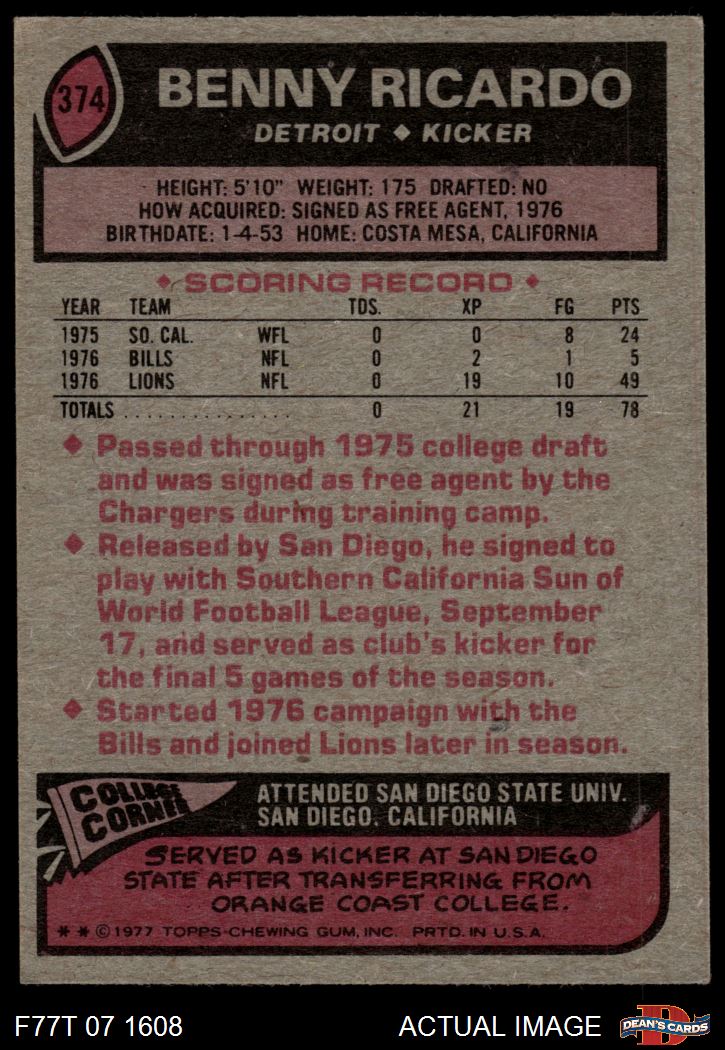 374
BENNY RICARDO
DETROIT ◆ KICKER
HEIGHT: 5'10" WEIGHT: 175 DRAFTED: NO
HOW ACQUIRED: SIGNED AS FREE AGENT, 1976
BIRTHDATE: 1-4-53 HOME: COSTA MESA, CALIFORNIA
◆ SCORING RECORD ◆
YEAR TEAM TDS. XP FG PTS
1975 SO. CAL. WFL 0 0 8 24
1976 BILLS NFL 0 2 1 5
1976 LIONS NFL 0 19 10 49
TOTALS ................ 0 21 19 78
◆ Passed through 1975 college draft
and was signed as free agent by the
Chargers during training camp.
◆ Released by San Diego, he signed to
play with Southern California Sun of
World Football League, September
17, and served as club's kicker for
the final 5 games of the season.
◆ Started 1976 campaign with the
Bills and joined Lions later in season.
COLLEGE
CORNER
ATTENDED SAN DIEGO STATE UNIV.
SAN DIEGO, CALIFORNIA
SERVED AS KICKER AT SAN DIEGO
STATE AFTER TRANSFERRING FROM
ORANGE COAST COLLEGE.
** ©1977 TOPPS CHEWING GUM, INC. PRTD. IN U.S.A.
F77T 07 1608 ACTUAL IMAGE
D
DEAN'S CARDS